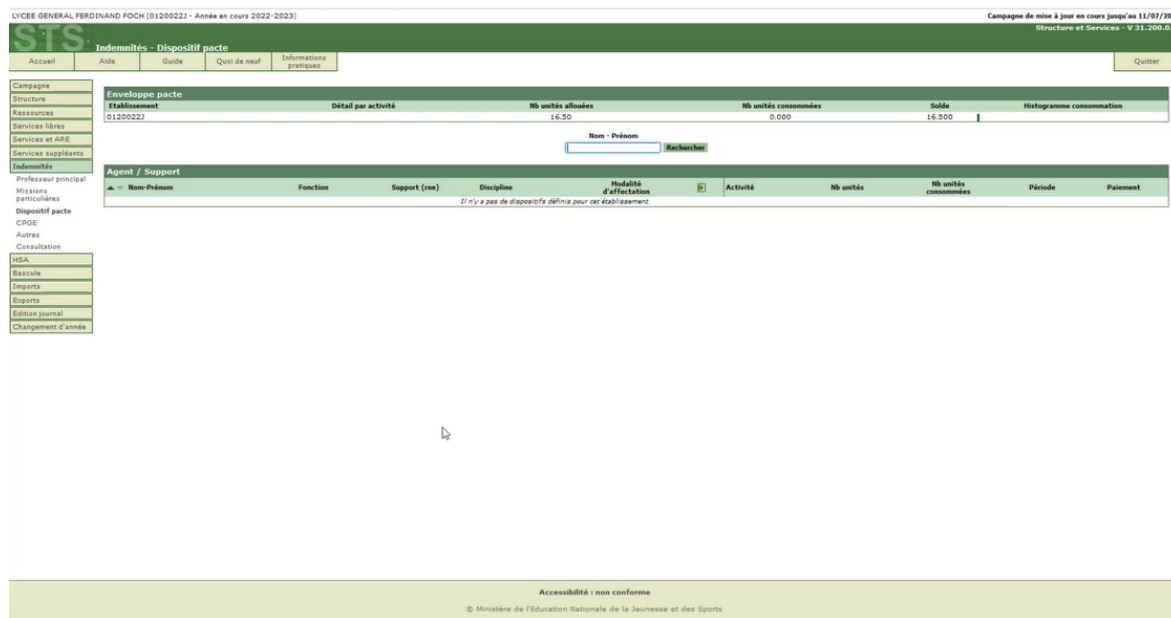 LYCEE GENERAL FERDINAND FOCH (0120022J - Année en cours 2022-2023)
Campagne de mise à jour en cours jusqu'au 11/07/20
STS
Structure et Services - V 31.200.0
Indemnités - Dispositif pacte
Accueil Aide Guide Quoi de neuf Informations pratiques Quitter
Campagne
Structure
Ressources
Services libres
Services et ARE
Services suppléants
Indemnités
Professeur principal
Missions particulières
Dispositif pacte
CPGE
Autres
Consultation
HSA
Bascule
Imports
Exports
Edition journal
Changement d'année
Enveloppe pacte
Etablissement Détail par activité Nb unités allouées Nb unités consommées Solde Histogramme consommation
0120022J 16.50 0.000 16.500
Nom - Prénom
Rechercher
Agent / Support
Nom-Prénom Fonction Support (rne) Discipline Modalité d'affectation Activité Nb unités Nb unités consommées Période Paiement
Il n'y a pas de dispositifs définis pour cet établissement.
Accessibilité : non conforme
© Ministère de l'Education Nationale de la Jeunesse et des Sports